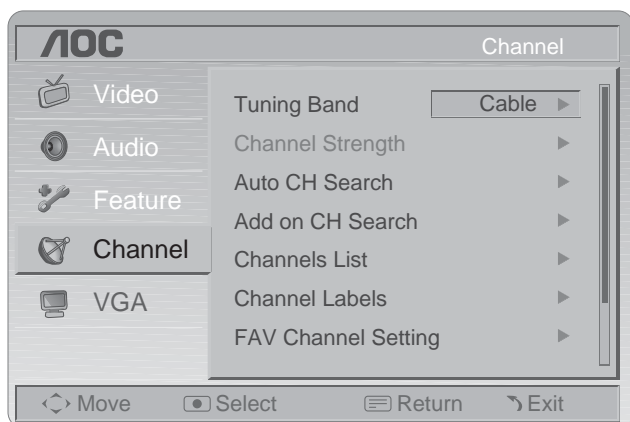 AOC
Channel
Video
Audio
Feature
Channel
VGA
Tuning Band Cable
Channel Strength
Auto CH Search
Add on CH Search
Channels List
Channel Labels
FAV Channel Setting
Move Select Return Exit